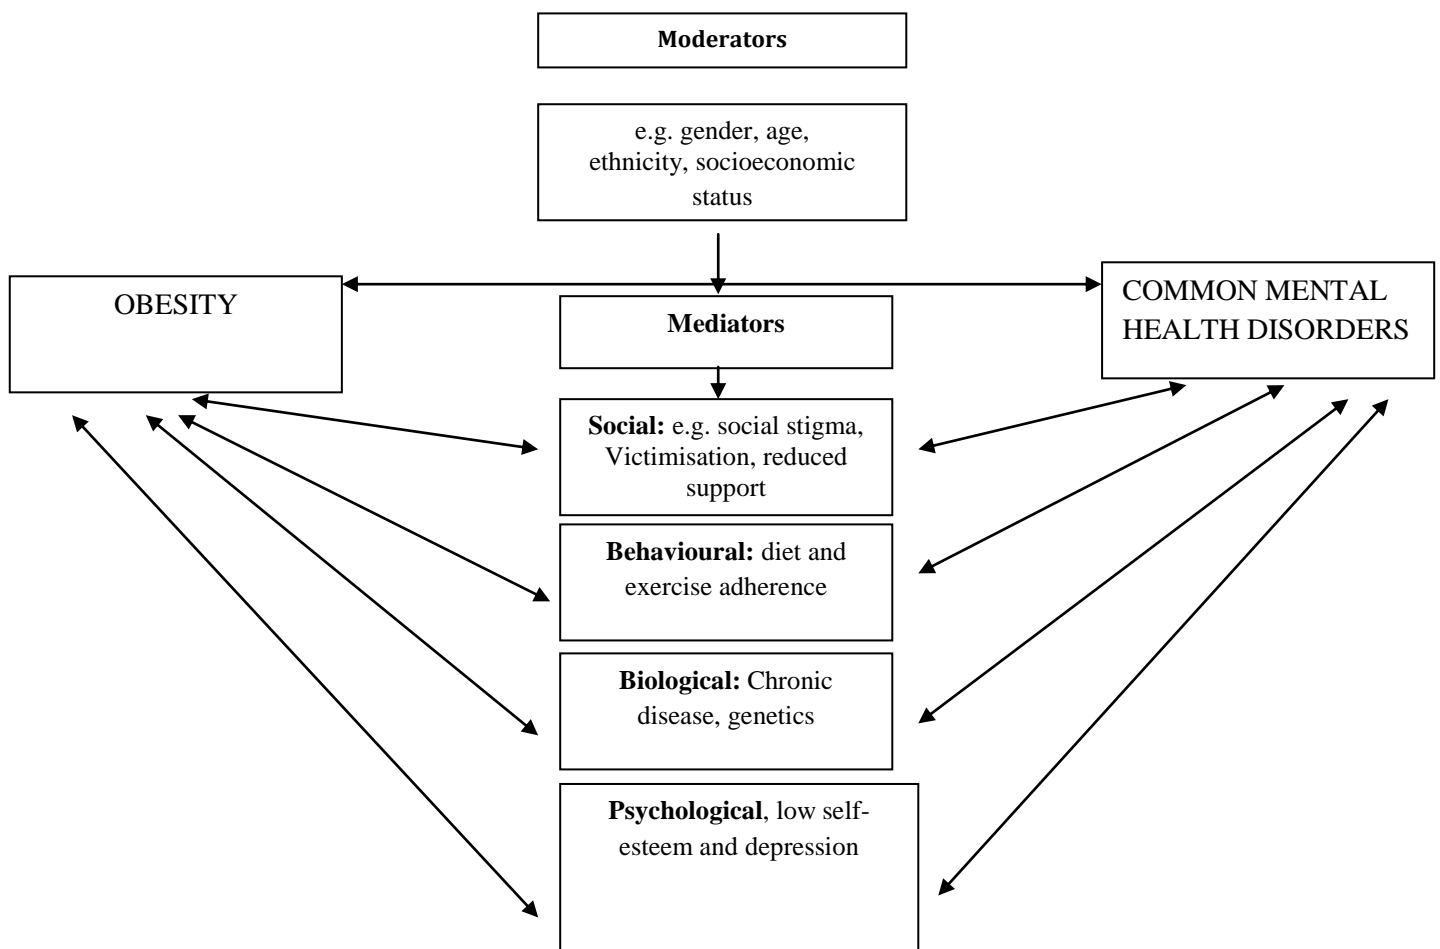 Moderators
e.g. gender, age,
ethnicity, socioeconomic
status
OBESITY
COMMON MENTAL
HEALTH DISORDERS
Mediators
Social: e.g. social stigma,
Victimisation, reduced
support
Behavioural: diet and
exercise adherence
Biological: Chronic
disease, genetics
Psychological, low self-
esteem and depression